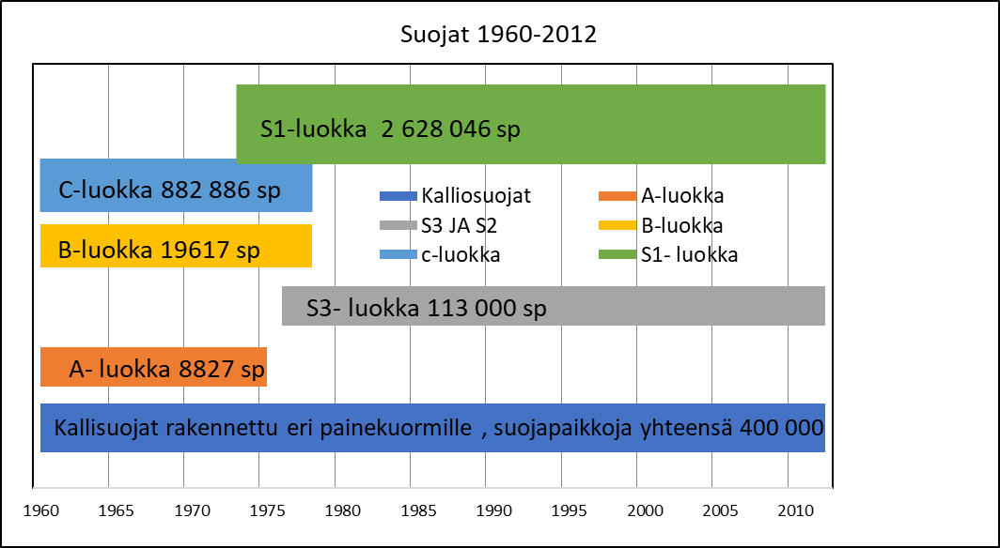 Suojat 1960-2012
S1-luokka 2 628 046 sp
C-luokka 882 886 sp
Kalliosuojat
A-luokka
S3 JA S2
B-luokka
c-luokka
S1- luokka
B-luokka 19617 sp
S3- luokka 113 000 sp
A- luokka 8827 sp
Kallisuojat rakennettu eri painekuormille , suojapaikkoja yhteensä 400 000
1960 1965 1970 1975 1980 1985 1990 1995 2000 2005 2010